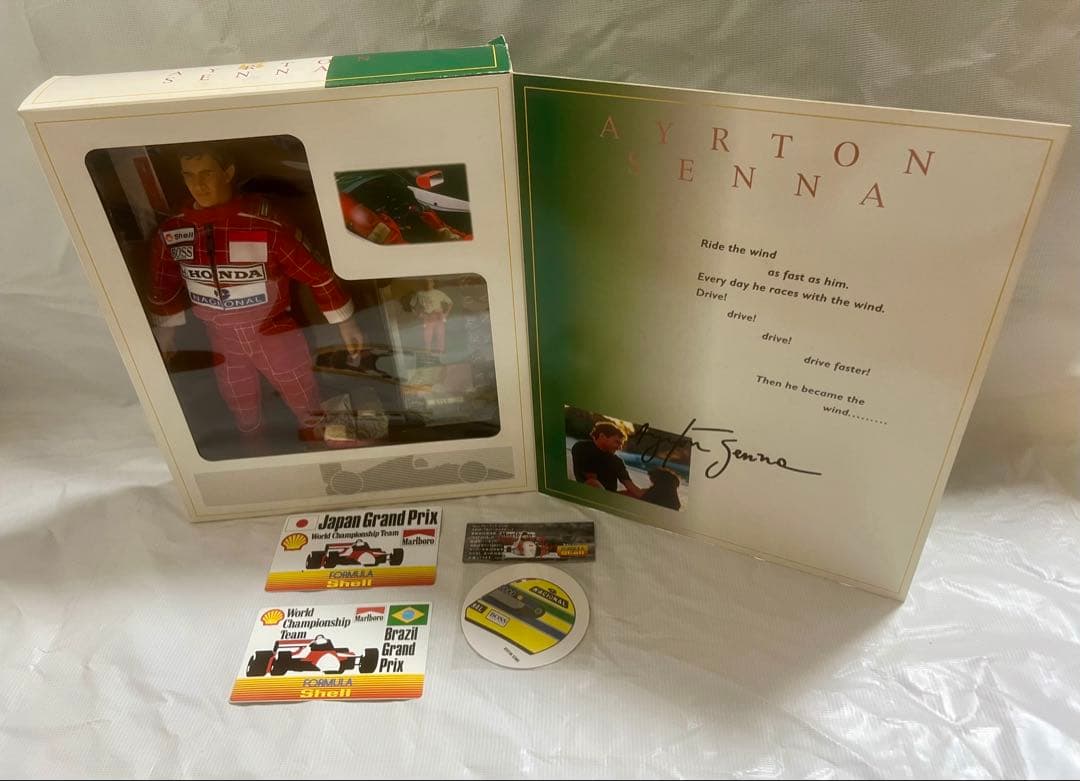 SENNA
AYRTON
SENNA
Ride the wind
as fast as him.
Every day he races with the wind.
Drive!
drive!
drive!
drive faster!
Then he became the
wind.........
Ayrton Senna
Shell
BOSS
HONDA
NACIONAL
Japan Grand Prix
World Championship Team
Marlboro
FORMULA
Shell
World
Championship
Team
Marlboro
Brazil
Grand
Prix
FORMULA
Shell
NACIONAL
BOSS